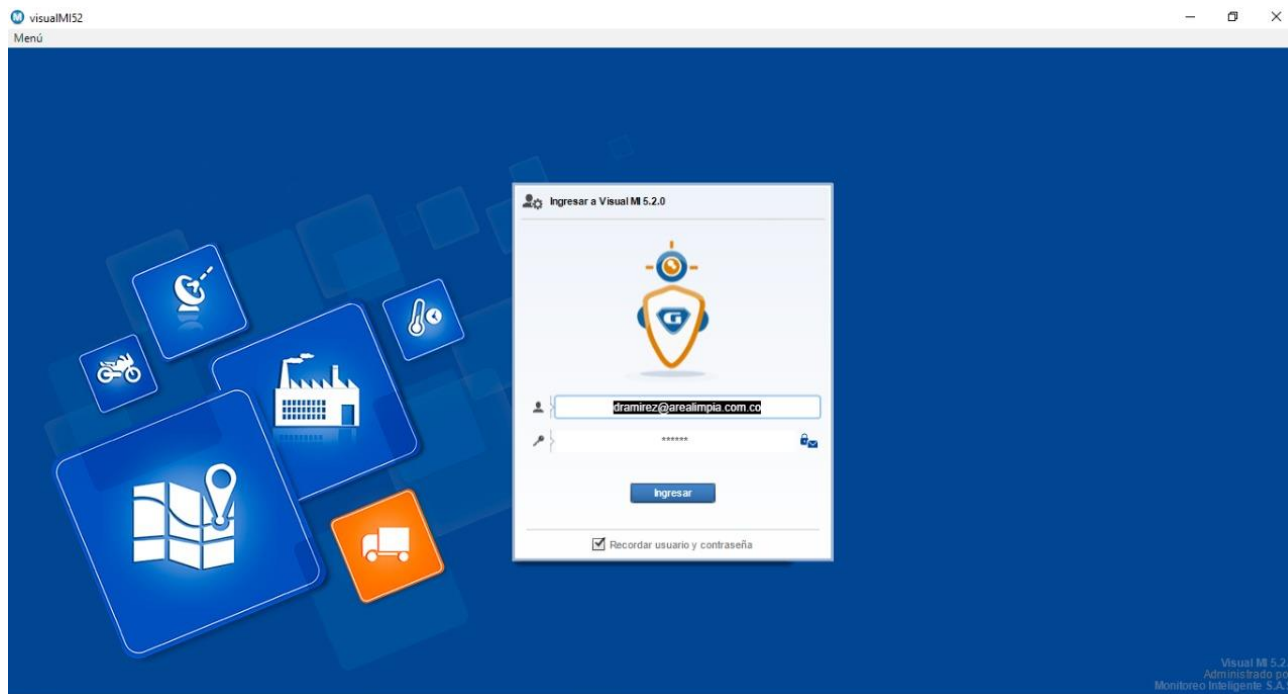 visualMI52
Menú
Ingresar a Visual MI 5.2.0
G
dramirez@arealimpia.com.co
******
Ingresar
Recordar usuario y contraseña
Visual MI 5.2.
Administrado po
Monitoreo Inteligente S.A.